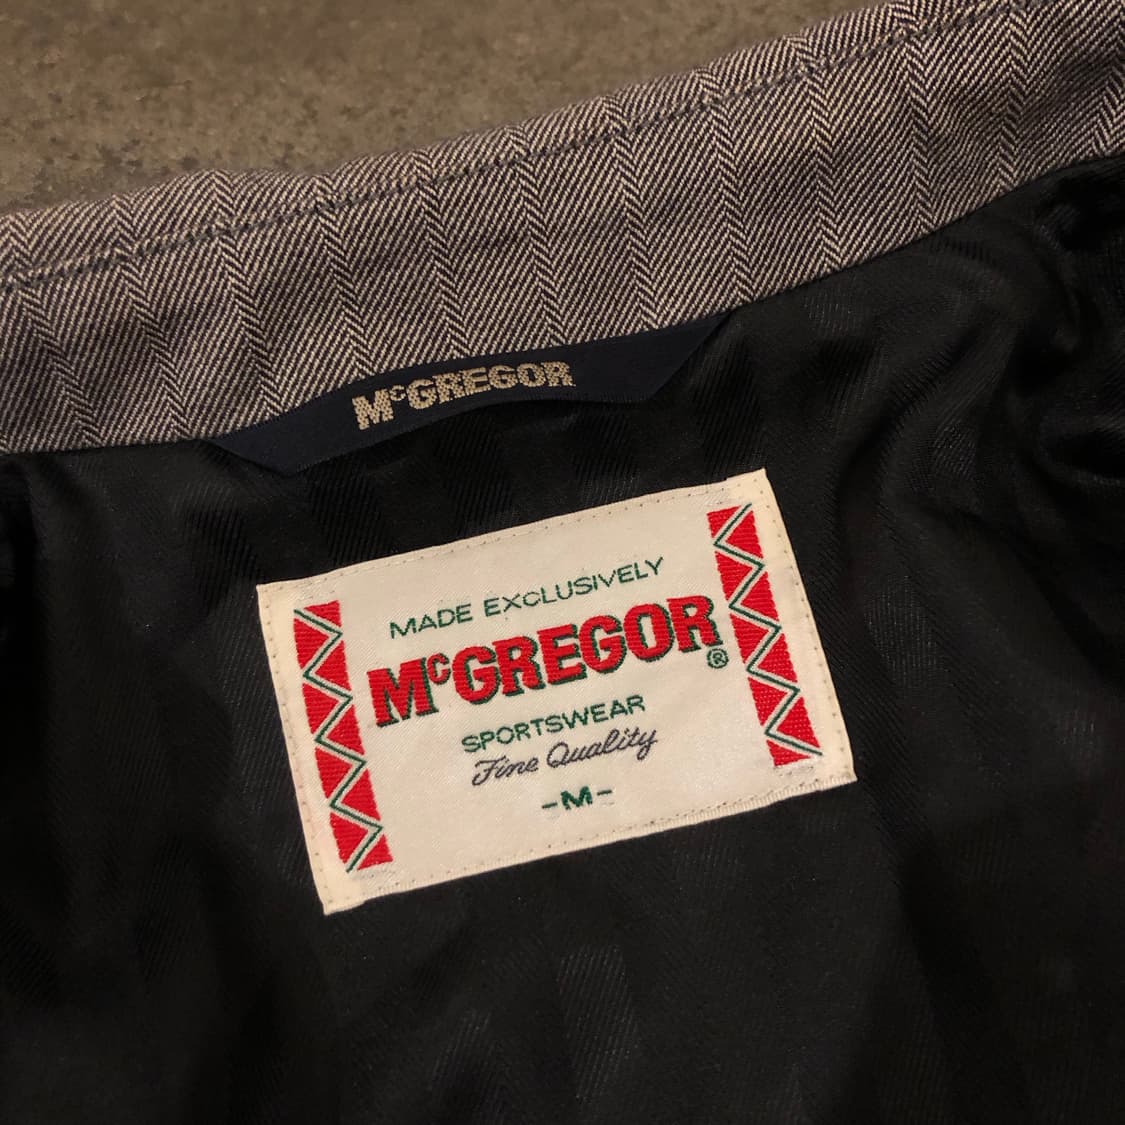 McGREGOR
MADE EXCLUSIVELY
McGREGOR®
SPORTSWEAR
Fine Quality
-M-